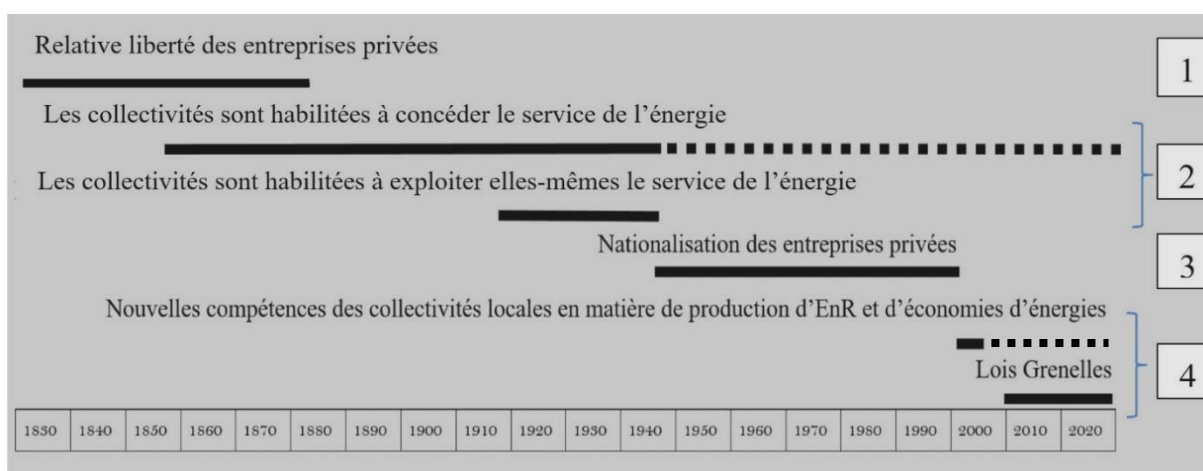 Relative liberté des entreprises privées
1
Les collectivités sont habilitées à concéder le service de l’énergie
Les collectivités sont habilitées à exploiter elles-mêmes le service de l’énergie
2
Nationalisation des entreprises privées
3
Nouvelles compétences des collectivités locales en matière de production d’EnR et d’économies d’énergies
Lois Grenelles
4
1830 1840 1850 1860 1870 1880 1890 1900 1910 1920 1930 1940 1950 1960 1970 1980 1990 2000 2010 2020